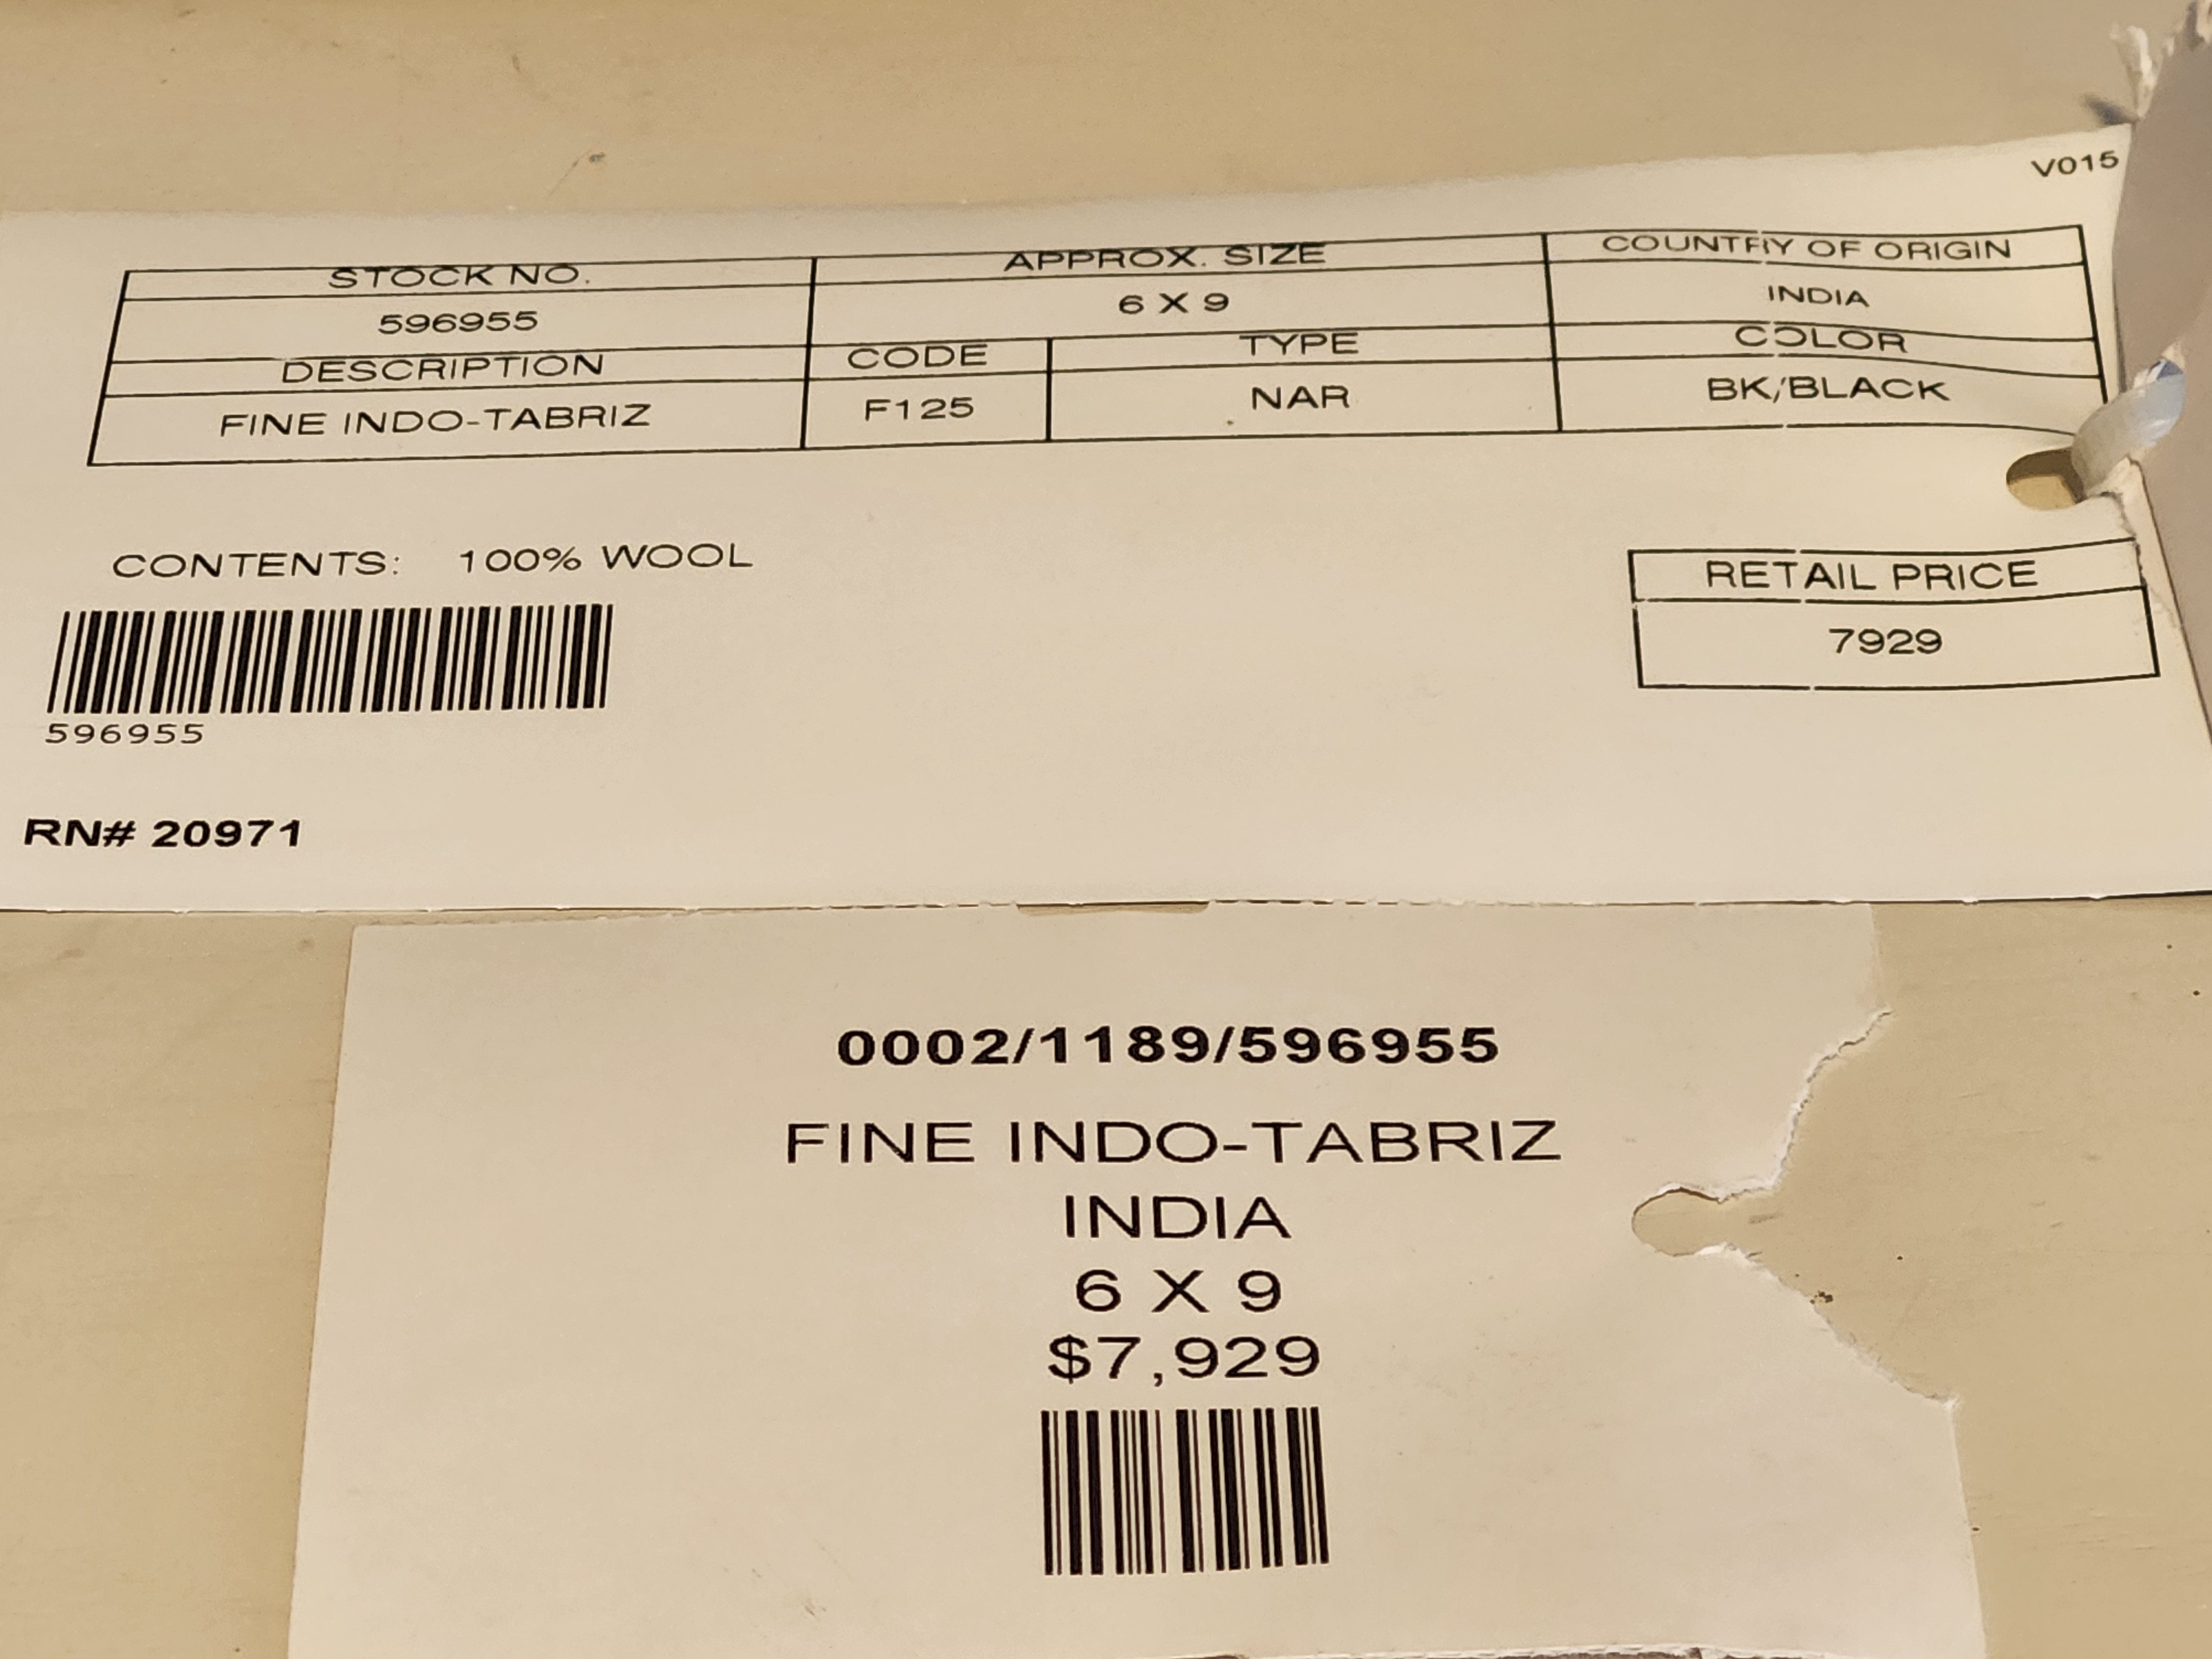 V015
STOCK NO. APPROX. SIZE COUNTRY OF ORIGIN
596955 6 X 9 INDIA
DESCRIPTION CODE TYPE COLOR
FINE INDO-TABRIZ F125 NAR BK/BLACK
CONTENTS: 100% WOOL
RETAIL PRICE
7929
596955
RN# 20971
0002/1189/596955
FINE INDO-TABRIZ
INDIA
6 X 9
$7,929